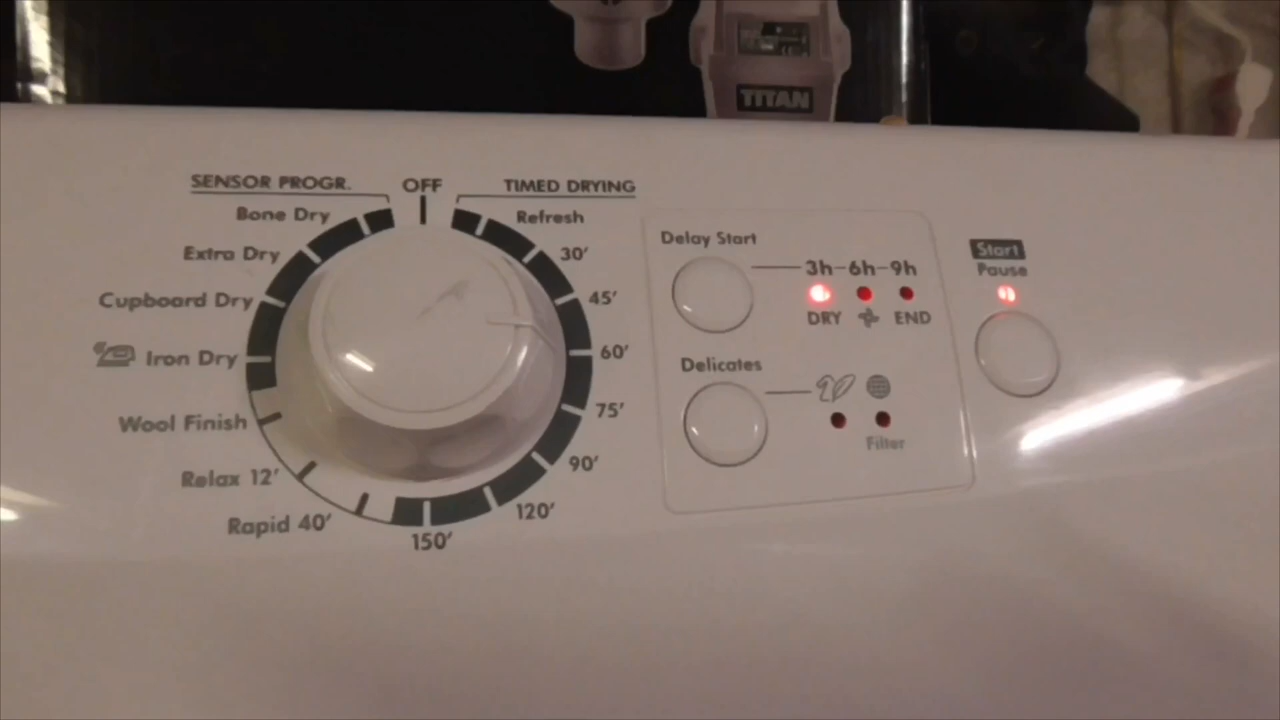 TITAN
SENSOR PROGR.
OFF
TIMED DRYING
Bone Dry
Refresh
Extra Dry
30'
Cupboard Dry
45'
Iron Dry
60'
Wool Finish
75'
Relax 12'
90'
Rapid 40'
120'
150'
Delay Start
3h-6h-9h
DRY END
Delicates
Filter
Start
Pause